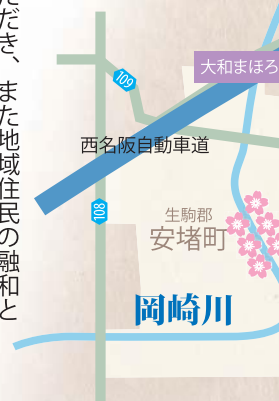 ただき、また地域住民の融和と
109
大和まほろ
西名阪自動車道
108
生駒郡
安堵町
岡崎川